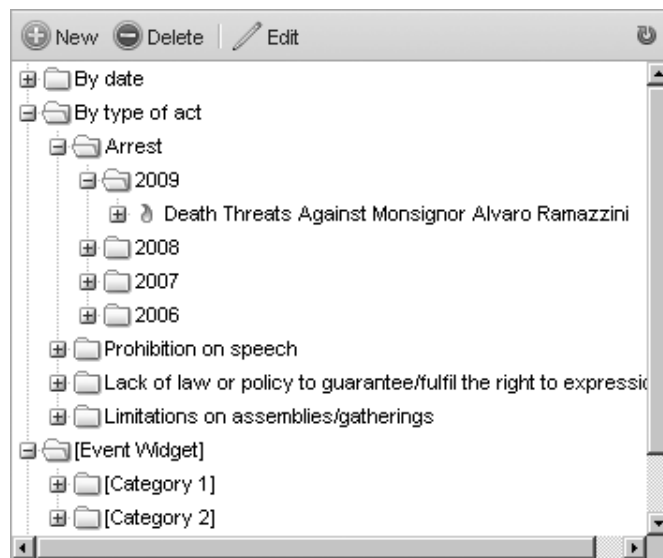 New Delete Edit
By date
By type of act
Arrest
2009
Death Threats Against Monsignor Alvaro Ramazzini
2008
2007
2006
Prohibition on speech
Lack of law or policy to guarantee/fulfil the right to expressio
Limitations on assemblies/gatherings
[Event Widget]
[Category 1]
[Category 2]